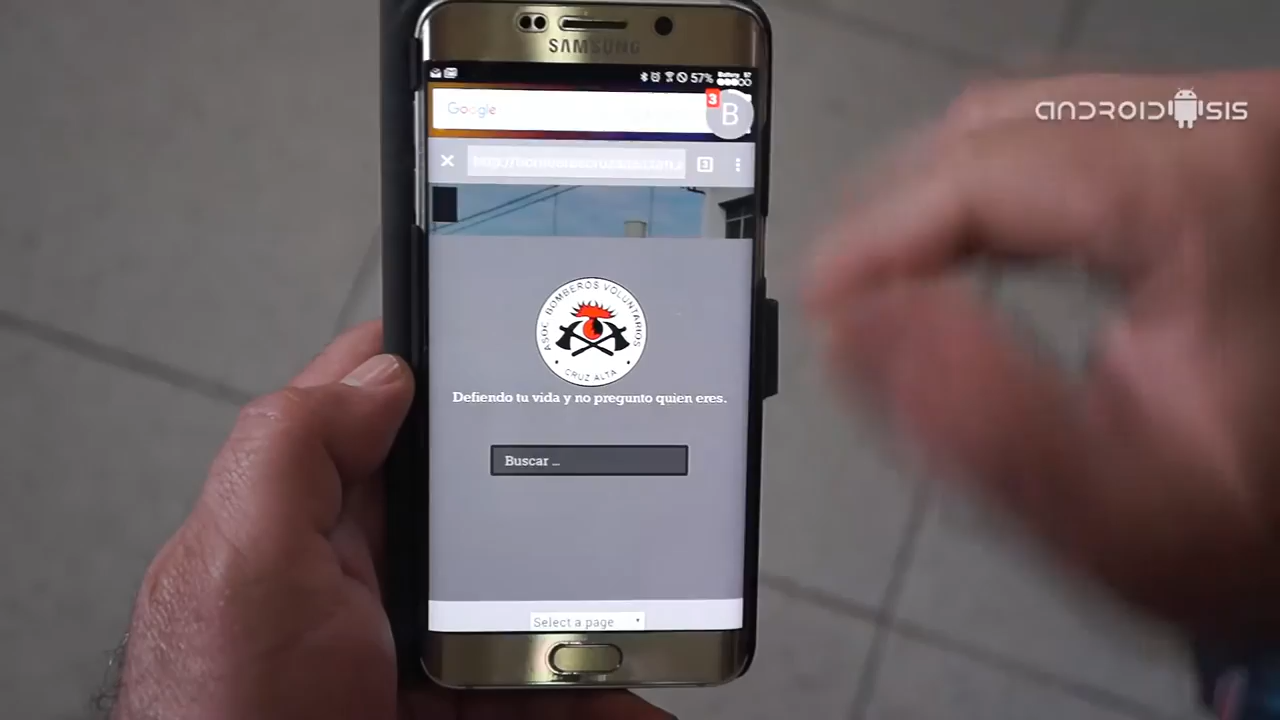 SAMSUNG
57%
Google
3
B
3
ANDROIDSIS
ASOC. BOMBEROS VOLUNTARIOS
CRUZ ALTA
Defiendo tu vida y no pregunto quien eres.
Buscar ...
Select a page